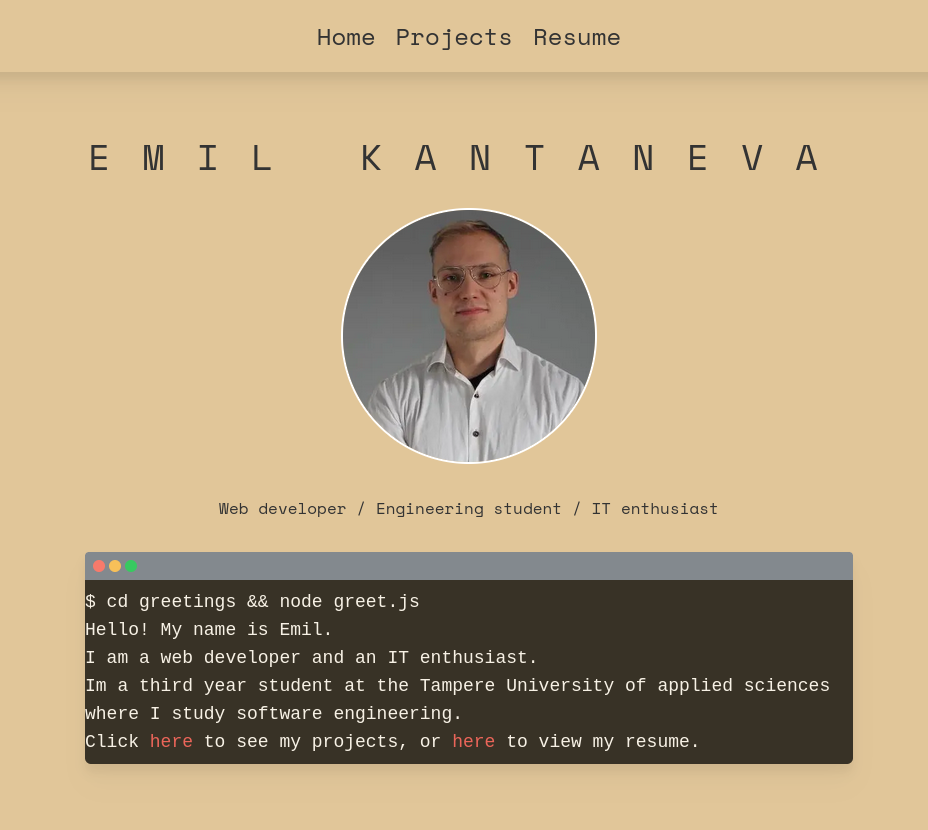 Home Projects Resume
EMIL KANTANEVA
Web developer / Engineering student / IT enthusiast
$ cd greetings && node greet.js
Hello! My name is Emil.
I am a web developer and an IT enthusiast.
Im a third year student at the Tampere University of applied sciences
where I study software engineering.
Click here to see my projects, or here to view my resume.